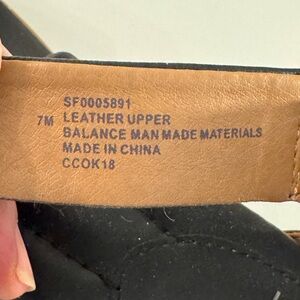 SF0005891
7M LEATHER UPPER
BALANCE MAN MADE MATERIALS
MADE IN CHINA
CCOK18